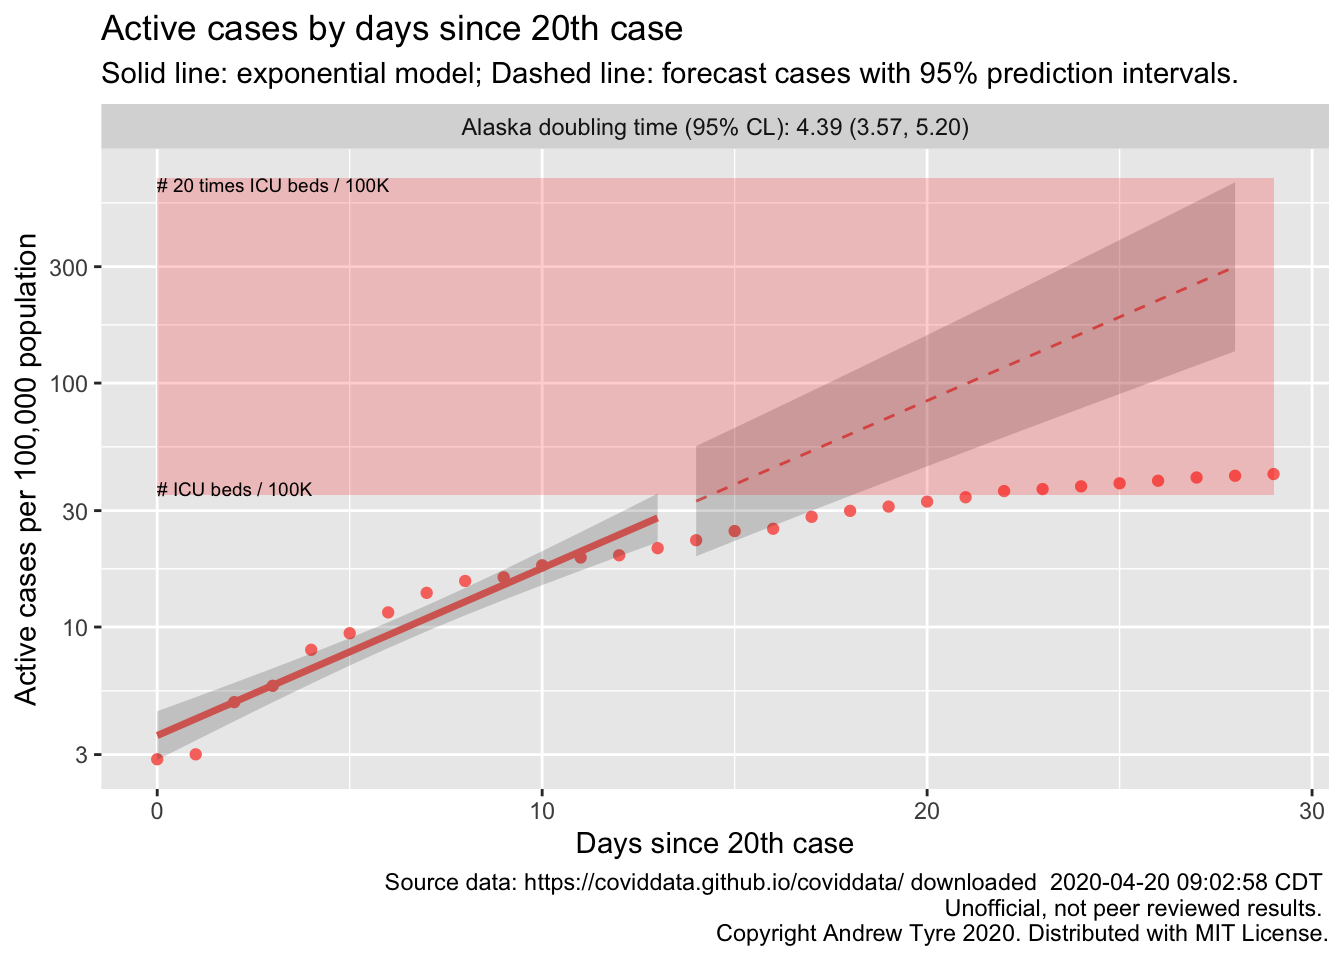 Active cases by days since 20th case
Solid line: exponential model; Dashed line: forecast cases with 95% prediction intervals.
Alaska doubling time (95% CL): 4.39 (3.57, 5.20)
# 20 times ICU beds / 100K
# ICU beds / 100K
Active cases per 100,000 population
300
100
30
10
3
0
10
20
30
Days since 20th case
Source data: https://coviddata.github.io/coviddata/ downloaded  2020-04-20 09:02:58 CDT
Unofficial, not peer reviewed results.
Copyright Andrew Tyre 2020. Distributed with MIT License.